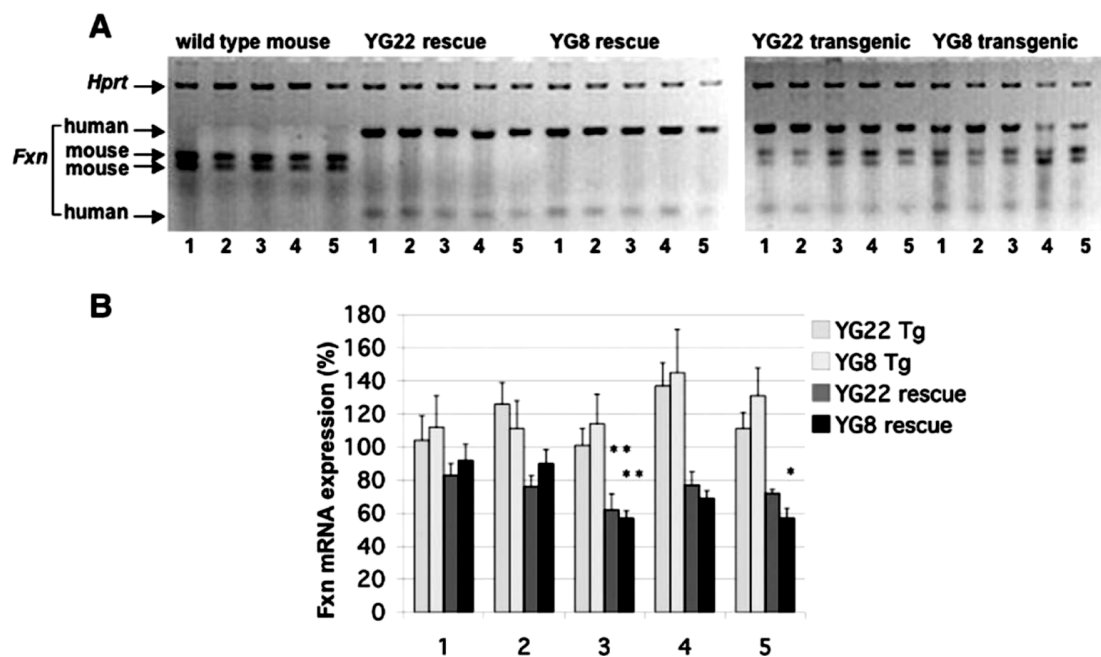 A
wild type mouse YG22 rescue YG8 rescue YG22 transgenic YG8 transgenic
Hprt
human
mouse
Fxn
mouse
human
1 2 3 4 5 1 2 3 4 5 1 2 3 4 5 1 2 3 4 5 1 2 3 4 5
B
Fxn mRNA expression (%)
180
160
140
120
100
80
60
40
20
0
** 
**
*
1 2 3 4 5
YG22 Tg
YG8 Tg
YG22 rescue
YG8 rescue